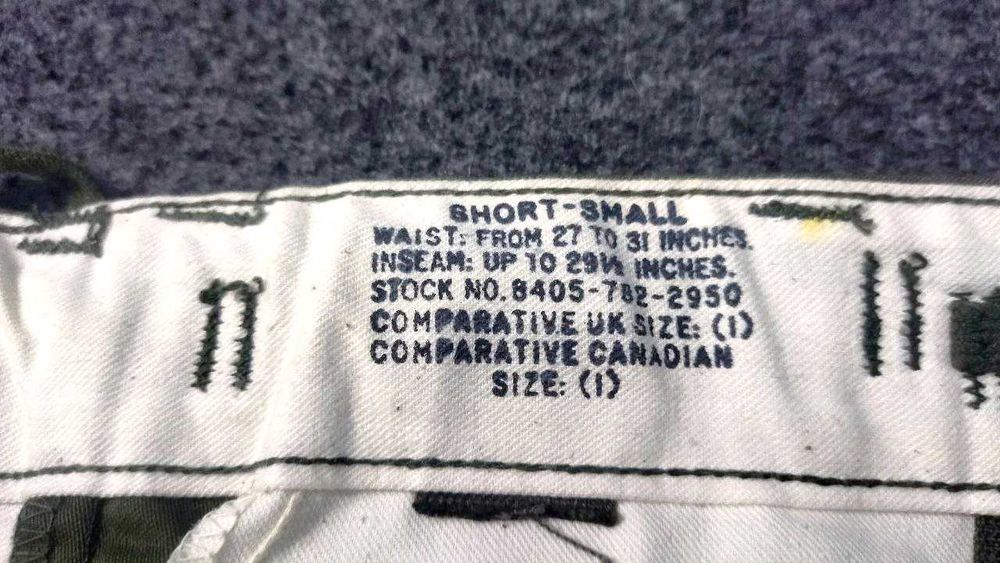 SHORT-SMALL
WAIST: FROM 27 TO 31 INCHES.
INSEAM: UP TO 29½ INCHES.
STOCK NO. 8405-782-2950
COMPARATIVE UK SIZE: (1)
COMPARATIVE CANADIAN
SIZE: (1)